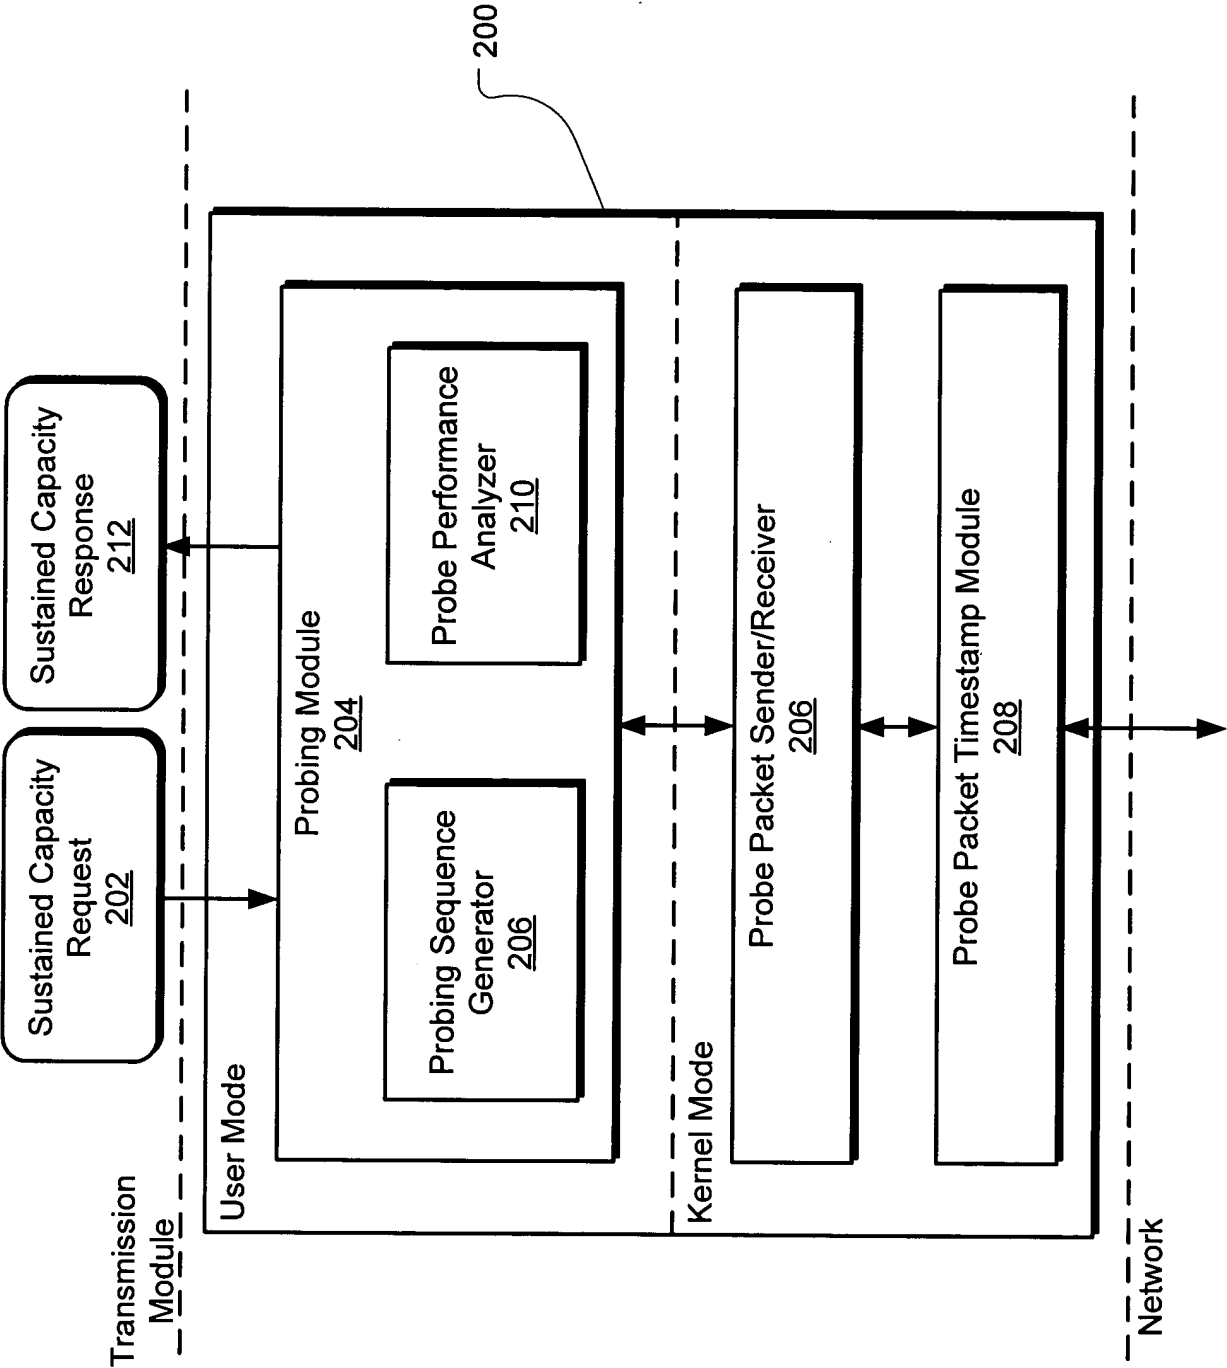 200
Transmission
Module
Sustained Capacity
Request
202
Sustained Capacity
Response
212
User Mode
Probing Module
204
Probing Sequence
Generator
206
Probe Performance
Analyzer
210
Kernel Mode
Probe Packet Sender/Receiver
206
Probe Packet Timestamp Module
208
Network